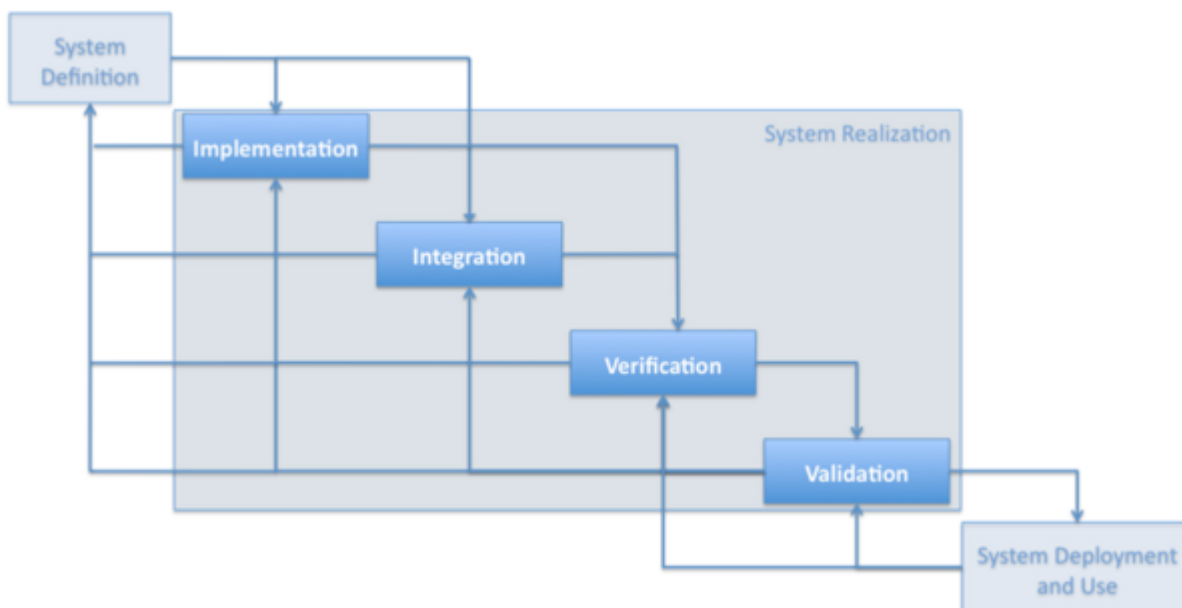 System
Definition
System Realization
Implementation
Integration
Verification
Validation
System Deployment
and Use